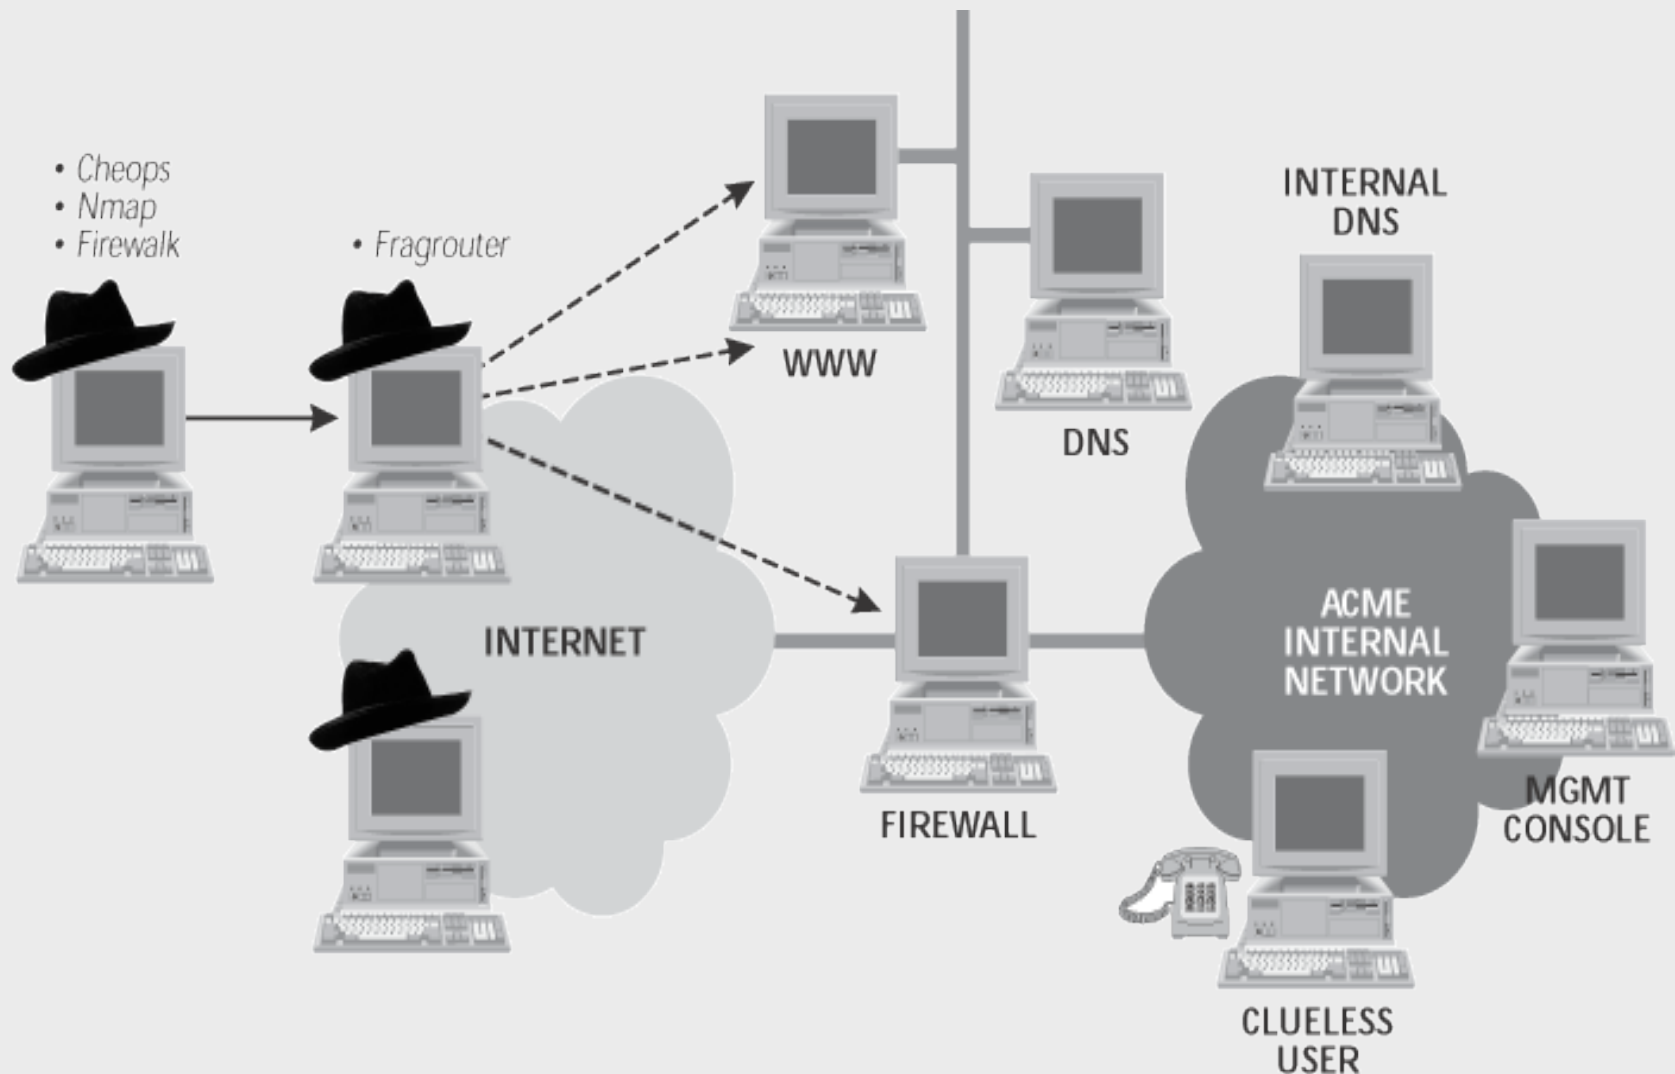 • Cheops
• Nmap
• Firewalk
• Fragrouter
WWW
DNS
INTERNAL
DNS
INTERNET
ACME
INTERNAL
NETWORK
FIREWALL
MGMT
CONSOLE
CLUELESS
USER